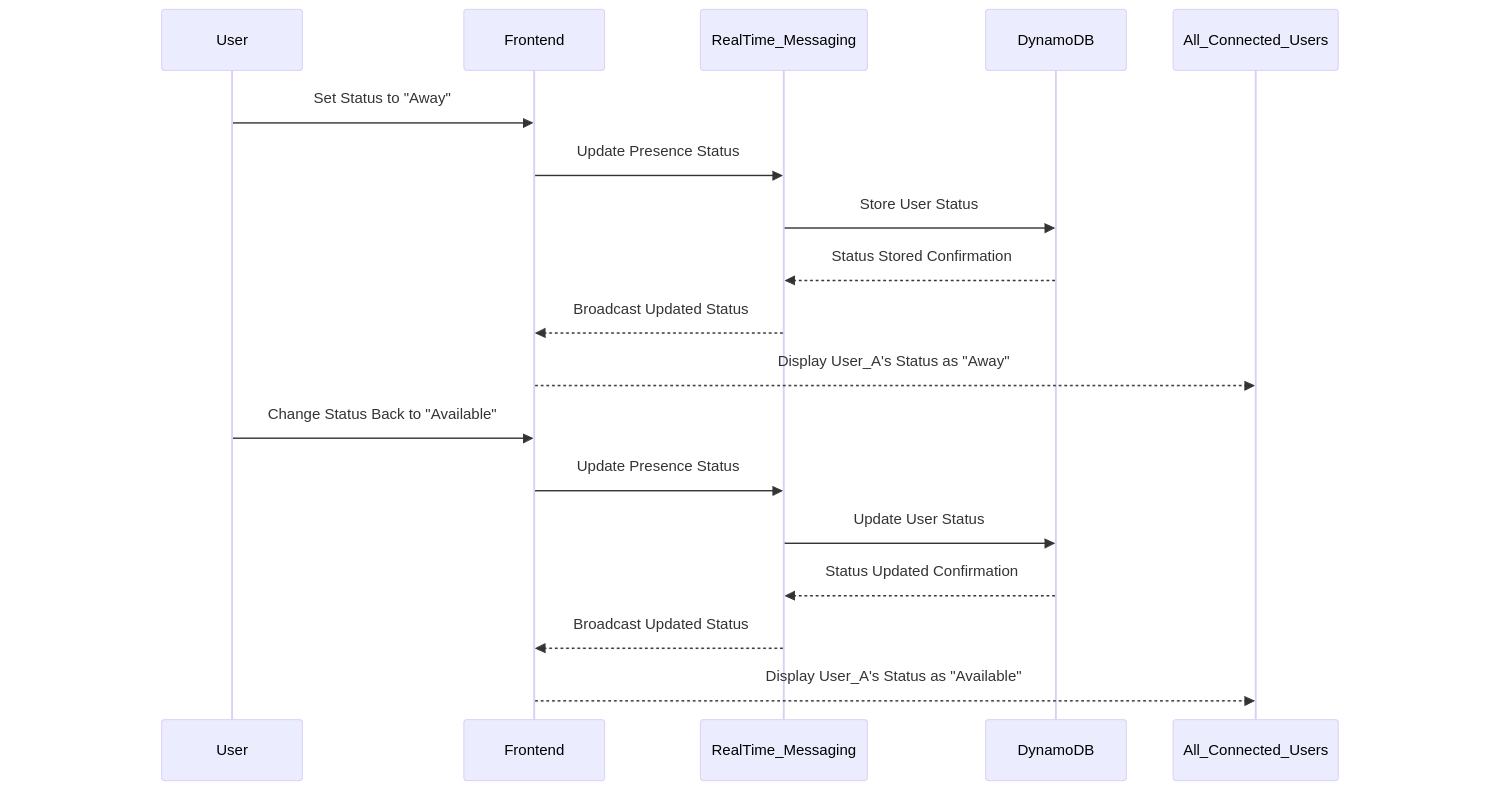 User
Frontend
RealTime_Messaging
DynamoDB
All_Connected_Users
Set Status to "Away"
Update Presence Status
Store User Status
Status Stored Confirmation
Broadcast Updated Status
Display User_A's Status as "Away"
Change Status Back to "Available"
Update Presence Status
Update User Status
Status Updated Confirmation
Broadcast Updated Status
Display User_A's Status as "Available"
User
Frontend
RealTime_Messaging
DynamoDB
All_Connected_Users